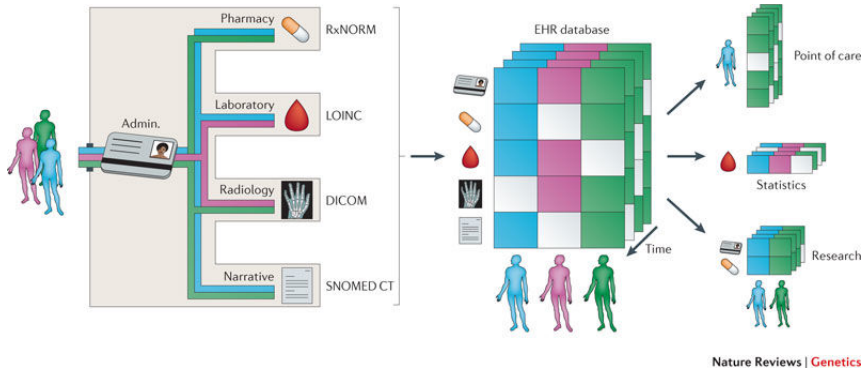 Pharmacy
RxNORM
Admin.
Laboratory
LOINC
Radiology
DICOM
Narrative
SNOMED CT
EHR database
Time
Point of care
Statistics
Research
Nature Reviews | Genetics